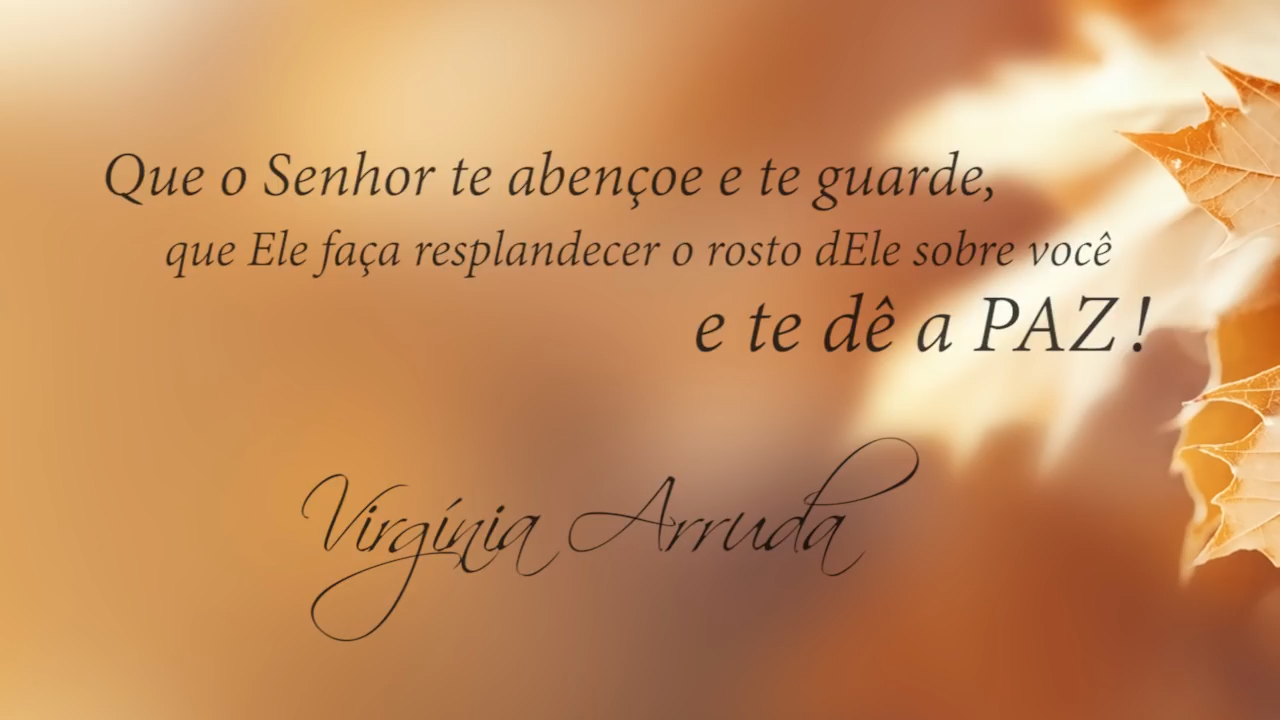 Que o Senhor te abençoe e te guarde,
que Ele faça resplandecer o rosto dEle sobre você
e te dê a PAZ!
Virgínia Arruda